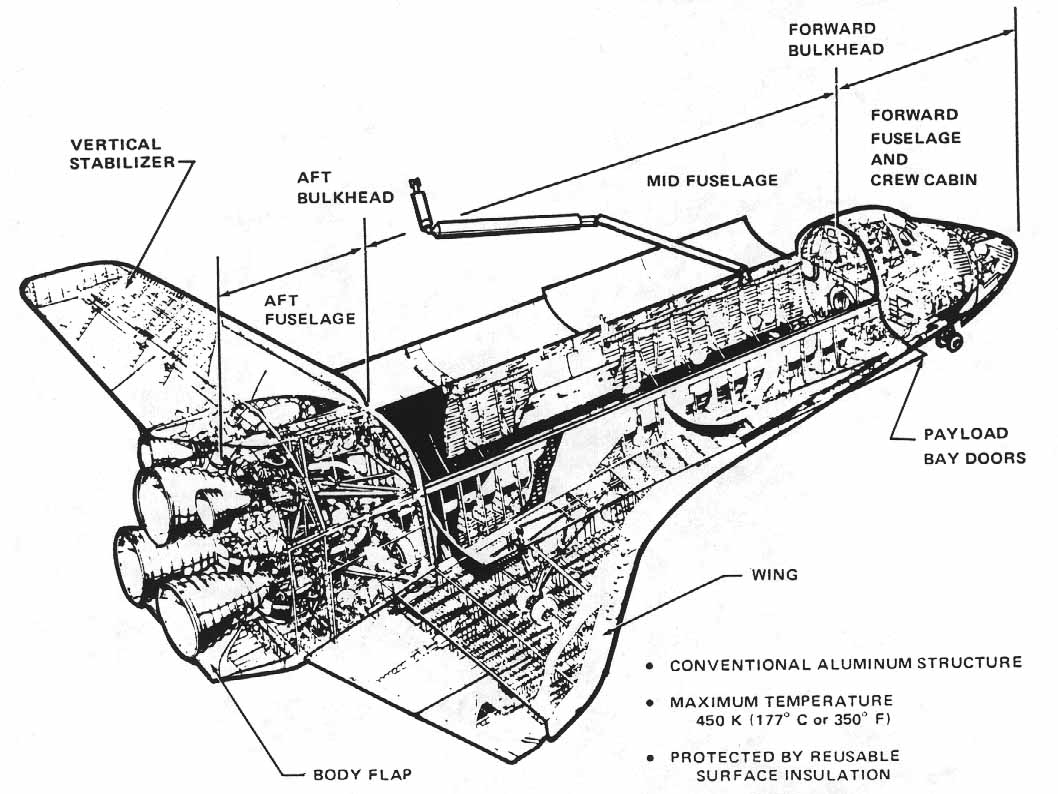 FORWARD
BULKHEAD
FORWARD
FUSELAGE
AND
CREW CABIN
VERTICAL
STABILIZER
AFT
BULKHEAD
MID FUSELAGE
AFT
FUSELAGE
PAYLOAD
BAY DOORS
WING
• CONVENTIONAL ALUMINUM STRUCTURE
• MAXIMUM TEMPERATURE
450 K (177° C or 350° F)
• PROTECTED BY REUSABLE
SURFACE INSULATION
BODY FLAP